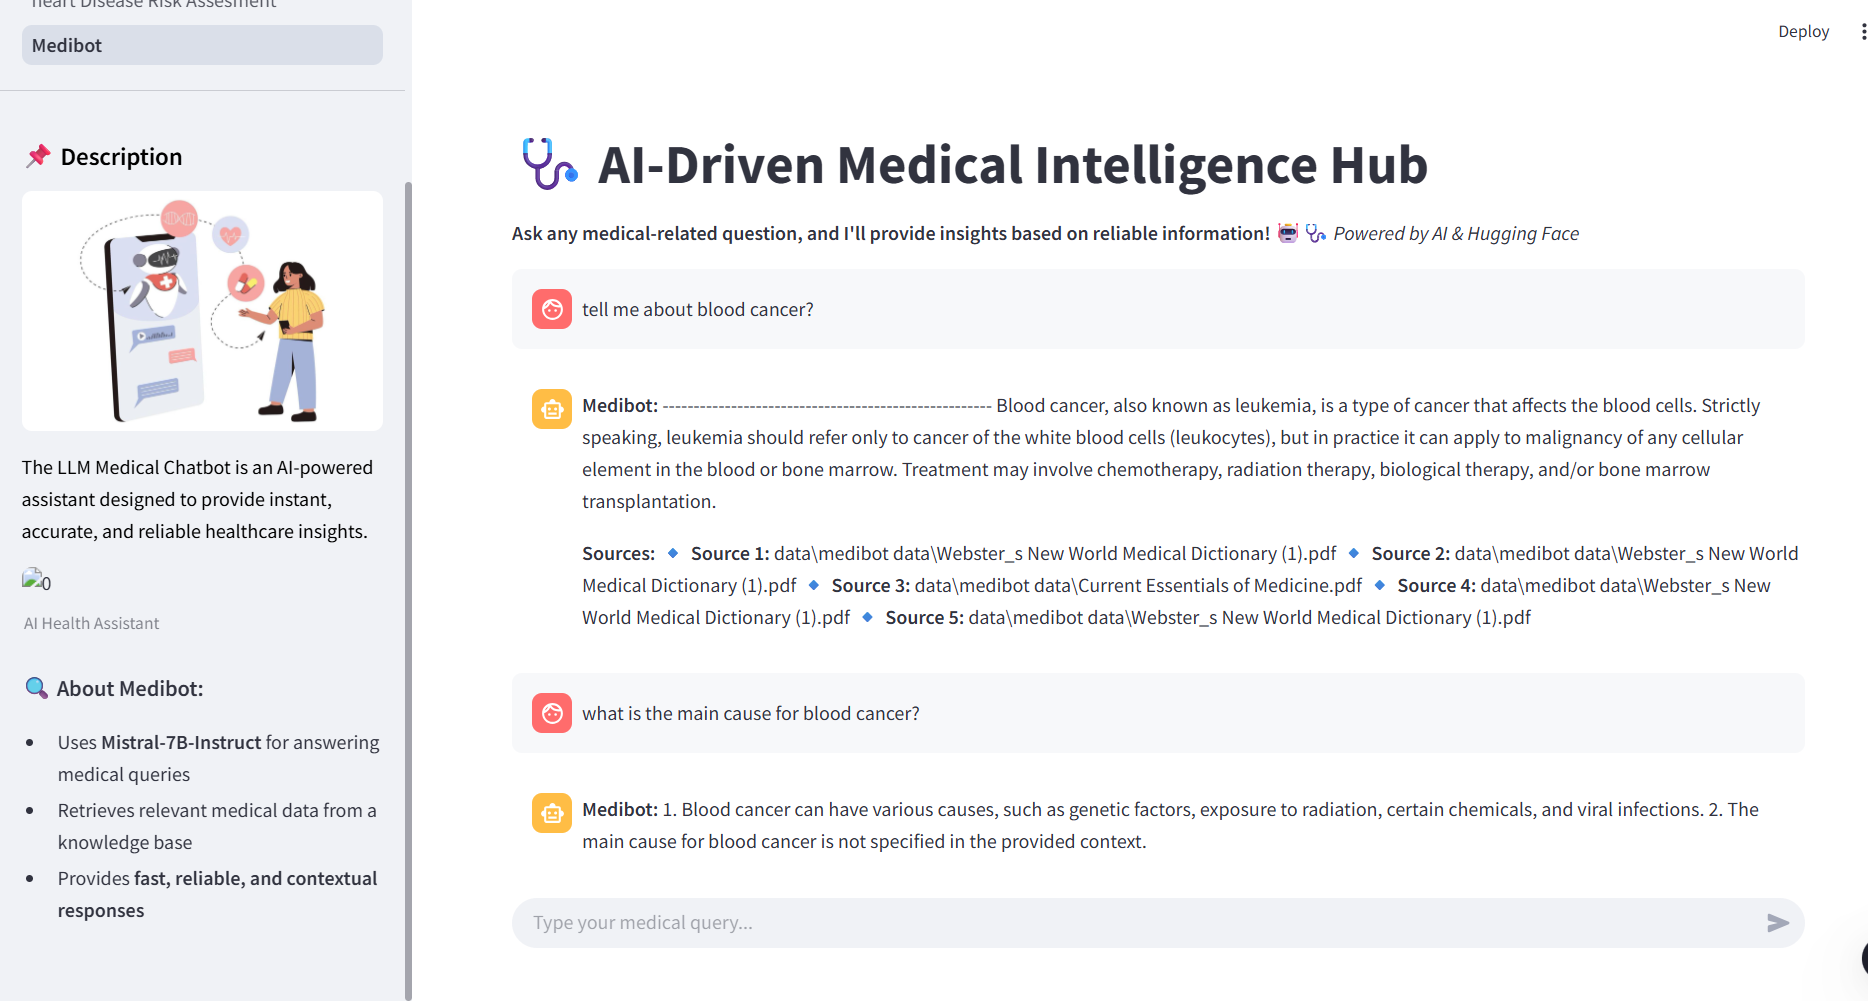 Heart Disease Risk Assesment
Medibot
📌 Description
The LLM Medical Chatbot is an AI-powered
assistant designed to provide instant,
accurate, and reliable healthcare insights.
0
AI Health Assistant
🔍 About Medibot:
• Uses Mistral-7B-Instruct for answering
medical queries
• Retrieves relevant medical data from a
knowledge base
• Provides fast, reliable, and contextual
responses
Deploy
🩺 AI-Driven Medical Intelligence Hub
Ask any medical-related question, and I'll provide insights based on reliable information! 🤖 🩺 Powered by AI & Hugging Face
tell me about blood cancer?
Medibot: ----------------------------------------------------- Blood cancer, also known as leukemia, is a type of cancer that affects the blood cells. Strictly
speaking, leukemia should refer only to cancer of the white blood cells (leukocytes), but in practice it can apply to malignancy of any cellular
element in the blood or bone marrow. Treatment may involve chemotherapy, radiation therapy, biological therapy, and/or bone marrow
transplantation.
Sources: 🔹 Source 1: data\medibot data\Webster_s New World Medical Dictionary (1).pdf 🔹 Source 2: data\medibot data\Webster_s New World
Medical Dictionary (1).pdf 🔹 Source 3: data\medibot data\Current Essentials of Medicine.pdf 🔹 Source 4: data\medibot data\Webster_s New
World Medical Dictionary (1).pdf 🔹 Source 5: data\medibot data\Webster_s New World Medical Dictionary (1).pdf
what is the main cause for blood cancer?
Medibot: 1. Blood cancer can have various causes, such as genetic factors, exposure to radiation, certain chemicals, and viral infections. 2. The
main cause for blood cancer is not specified in the provided context.
Type your medical query...